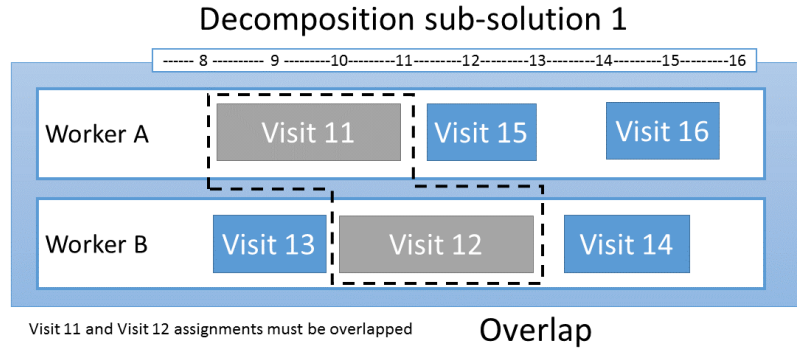 Decomposition sub-solution 1
------ 8 ---------- 9 ---------10---------11---------12---------13---------14---------15---------16
Worker A Visit 11 Visit 15 Visit 16
Worker B Visit 13 Visit 12 Visit 14
Visit 11 and Visit 12 assignments must be overlapped Overlap